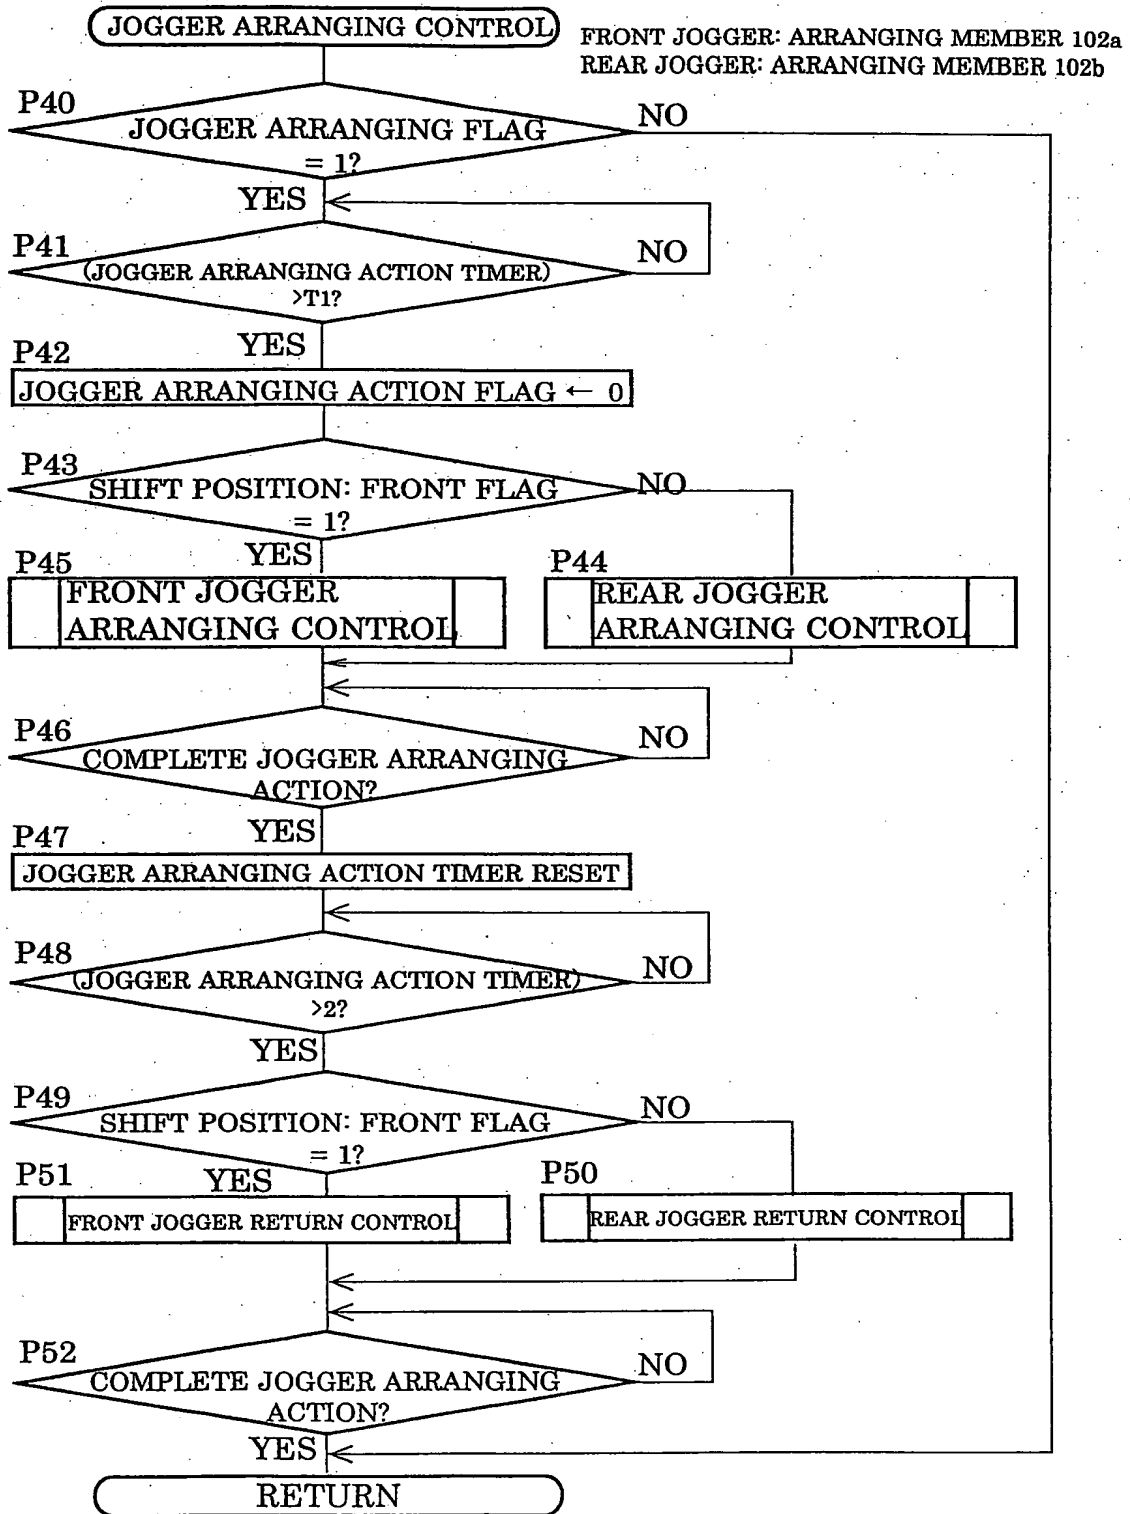 JOGGER ARRANGING CONTROL
FRONT JOGGER: ARRANGING MEMBER 102a
REAR JOGGER: ARRANGING MEMBER 102b
P40
JOGGER ARRANGING FLAG
= 1?
NO
YES
P41
(JOGGER ARRANGING ACTION TIMER)
>T1?
NO
YES
P42
JOGGER ARRANGING ACTION FLAG ← 0
P43
SHIFT POSITION: FRONT FLAG
= 1?
NO
YES
P45
FRONT JOGGER
ARRANGING CONTROL
P44
REAR JOGGER
ARRANGING CONTROL
P46
COMPLETE JOGGER ARRANGING
ACTION?
NO
YES
P47
JOGGER ARRANGING ACTION TIMER RESET
P48
(JOGGER ARRANGING ACTION TIMER)
>2?
NO
YES
P49
SHIFT POSITION: FRONT FLAG
= 1?
NO
YES
P51
FRONT JOGGER RETURN CONTROL
P50
REAR JOGGER RETURN CONTROL
P52
COMPLETE JOGGER ARRANGING
ACTION?
NO
YES
RETURN